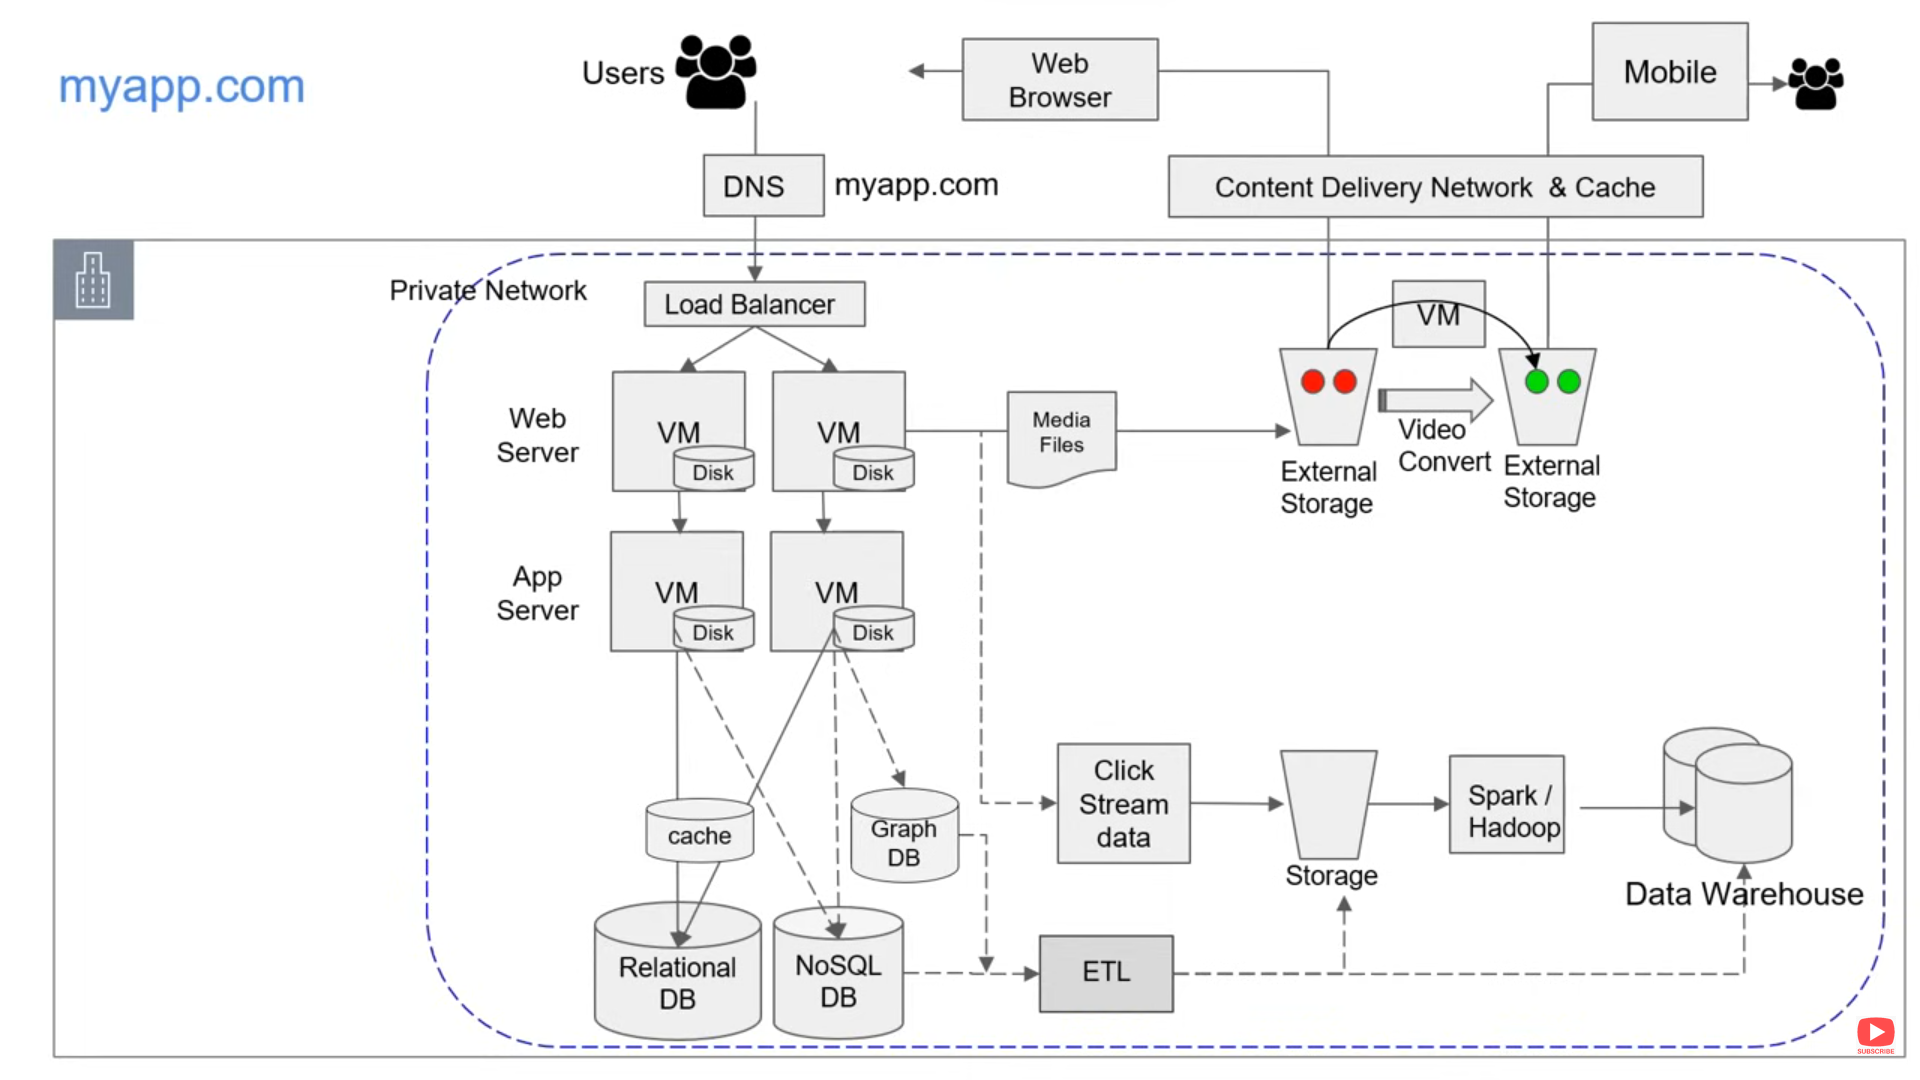 myapp.com
Users
Web
Browser
Mobile
DNS
myapp.com
Content Delivery Network & Cache
Private Network
Load Balancer
VM
Web
Server
VM
Disk
VM
Disk
Media
Files
Video
Convert
External
Storage
External
Storage
App
Server
VM
Disk
VM
Disk
Click
Stream
data
Spark /
Hadoop
cache
Graph
DB
Storage
Data Warehouse
Relational
DB
NoSQL
DB
ETL
SUBSCRIBE